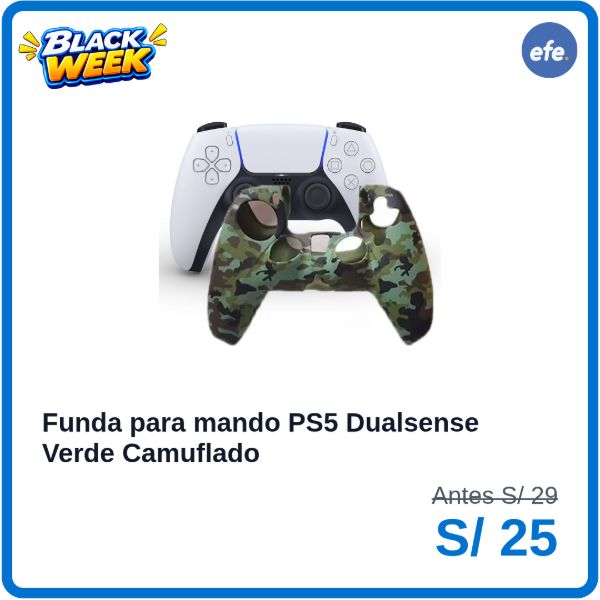 BLACK
WEEK
efe.
Funda para mando PS5 Dualsense
Verde Camuflado
Antes S/ 29
S/ 25